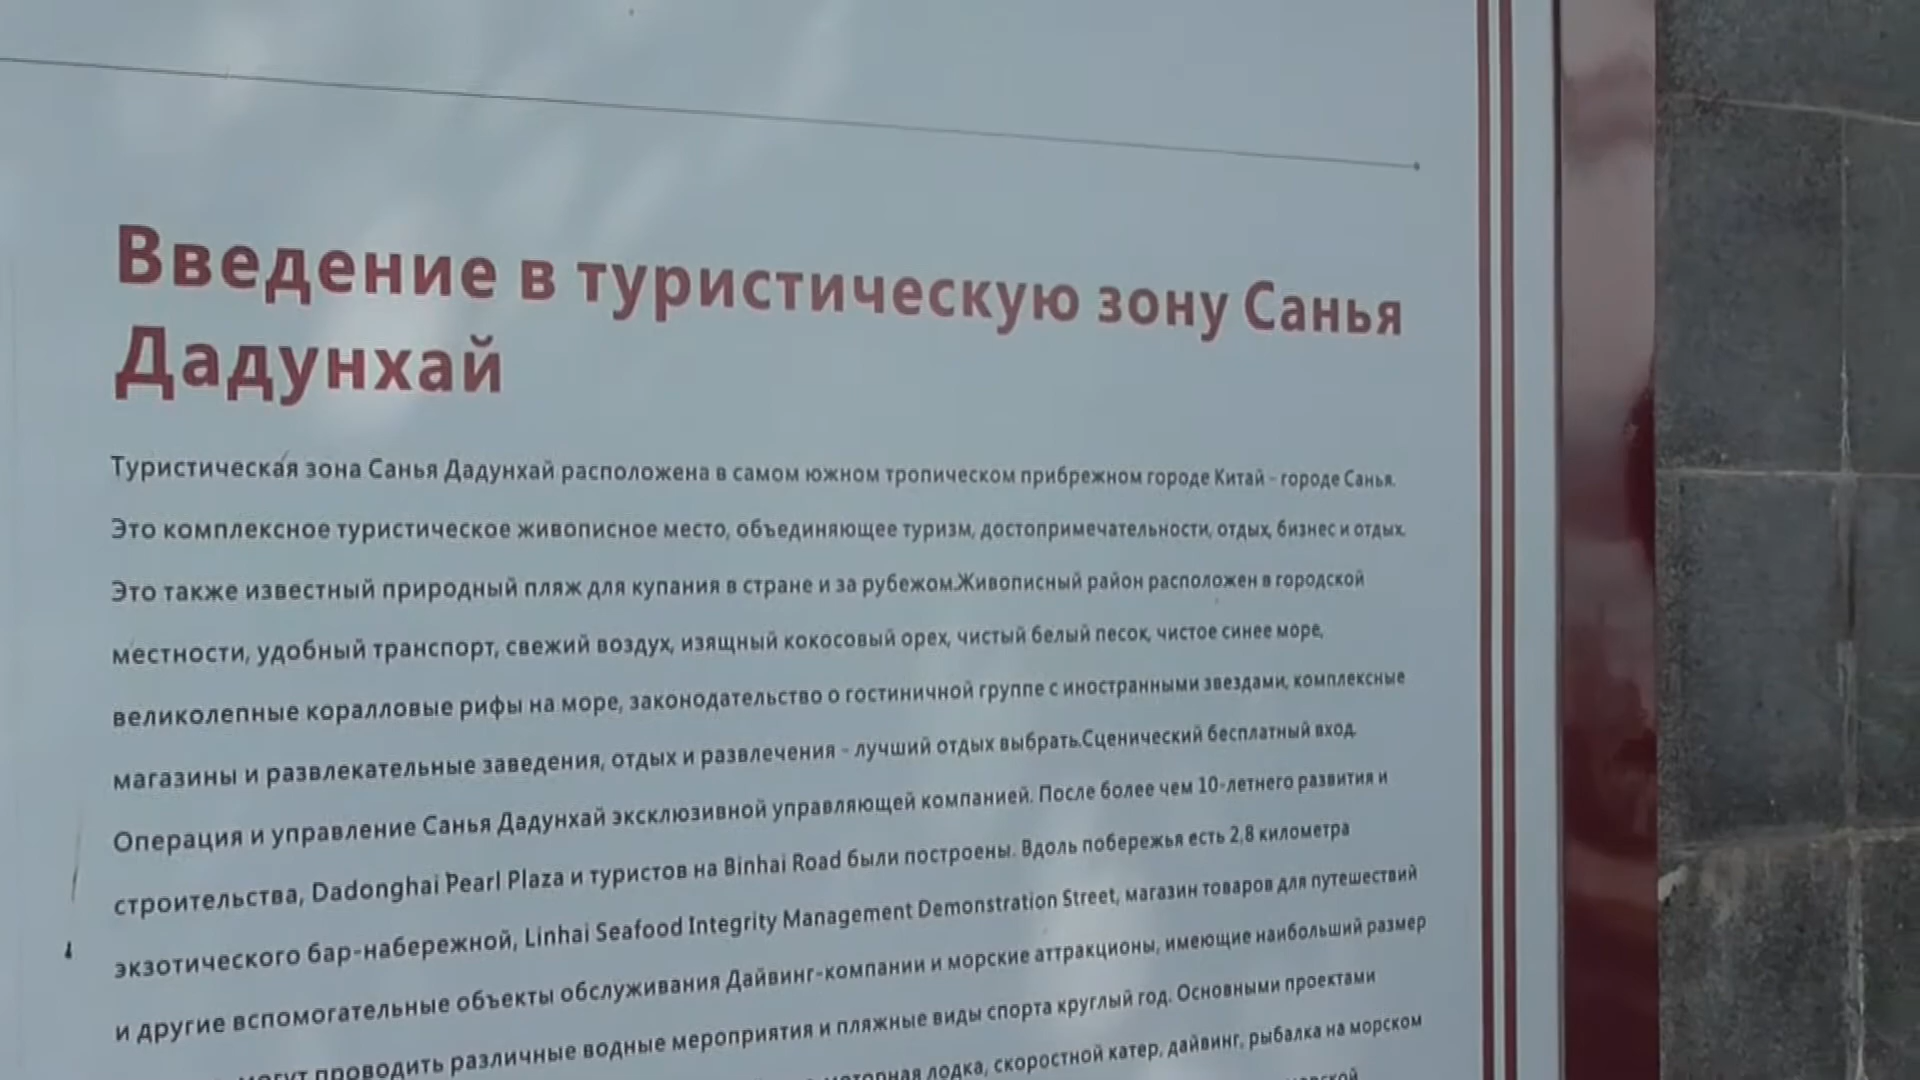 Введение в туристическую зону Санья
Дадунхай
Туристическая зона Санья Дадунхай расположена в самом южном тропическом прибрежном городе Китай - городе Санья.
Это комплексное туристическое живописное место, объединяющее туризм, достопримечательности, отдых, бизнес и отдых.
Это также известный природный пляж для купания в стране и за рубежом.Живописный район расположен в городской
местности, удобный транспорт, свежий воздух, изящный кокосовый орех, чистый белый песок, чистое синее море,
великолепные коралловые рифы на море, законодательство о гостиничной группе с иностранными звездами, комплексные
магазины и развлекательные заведения, отдых и развлечения - лучший отдых выбрать.Сценический бесплатный вход.
Операция и управление Санья Дадунхай эксклюзивной управляющей компанией. После более чем 10-летнего развития и
строительства, Dadonghai Pearl Plaza и туристов на Binhai Road были построены. Вдоль побережья есть 2,8 километра
экзотического бар-набережной, Linhai Seafood Integrity Management Demonstration Street, магазин товаров для путешествий
и другие вспомогательные объекты обслуживания Дайвинг-компании и морские аттракционы, имеющие наибольший размер
могут проводить различные водные мероприятия и пляжные виды спорта круглый год. Основными проектами
моторная лодка, скоростной катер, дайвинг, рыбалка на морском